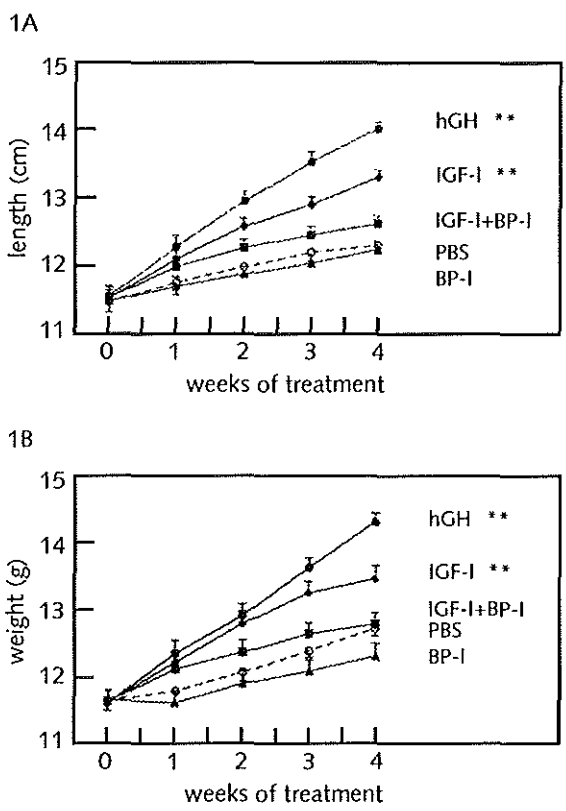 1A
15
14
13
12
11
length (cm)
hGH **
IGF-I **
IGF-I+BP-I
PBS
BP-I
0 1 2 3 4
weeks of treatment
1B
15
14
13
12
11
weight (g)
hGH **
IGF-I **
IGF-I+BP-I
PBS
BP-I
0 1 2 3 4
weeks of treatment